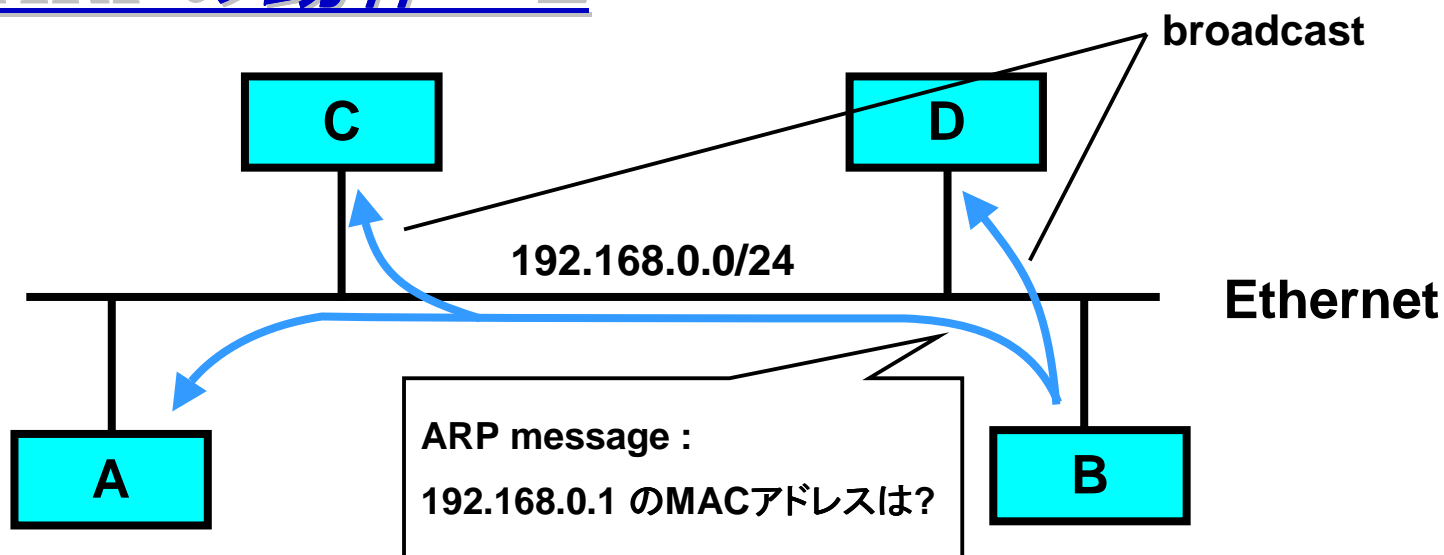 broadcast
C
D
192.168.0.0/24
Ethernet
ARP message :
192.168.0.1 のMACアドレスは?
A
B